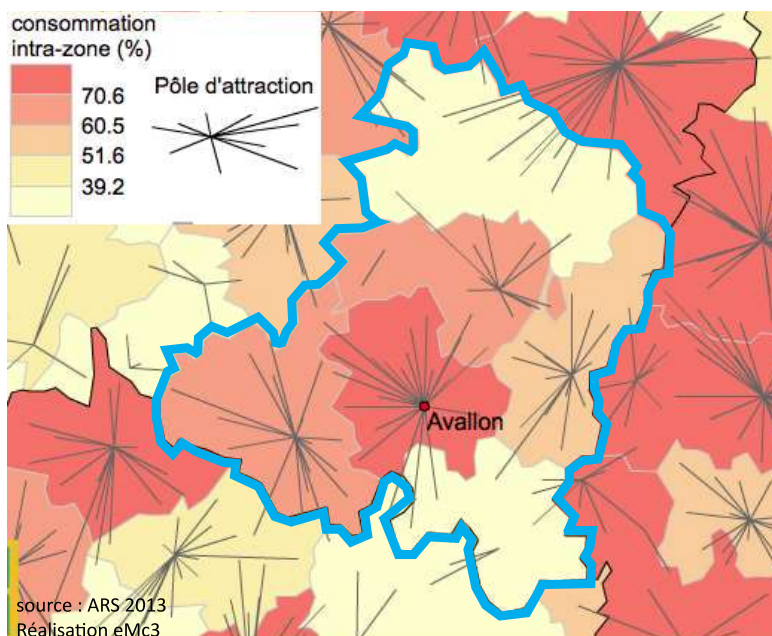 consommation
intra-zone (%)
Pôle d'attraction
70.6
60.5
51.6
39.2
Avallon
source : ARS 2013
Réalisation eMc3